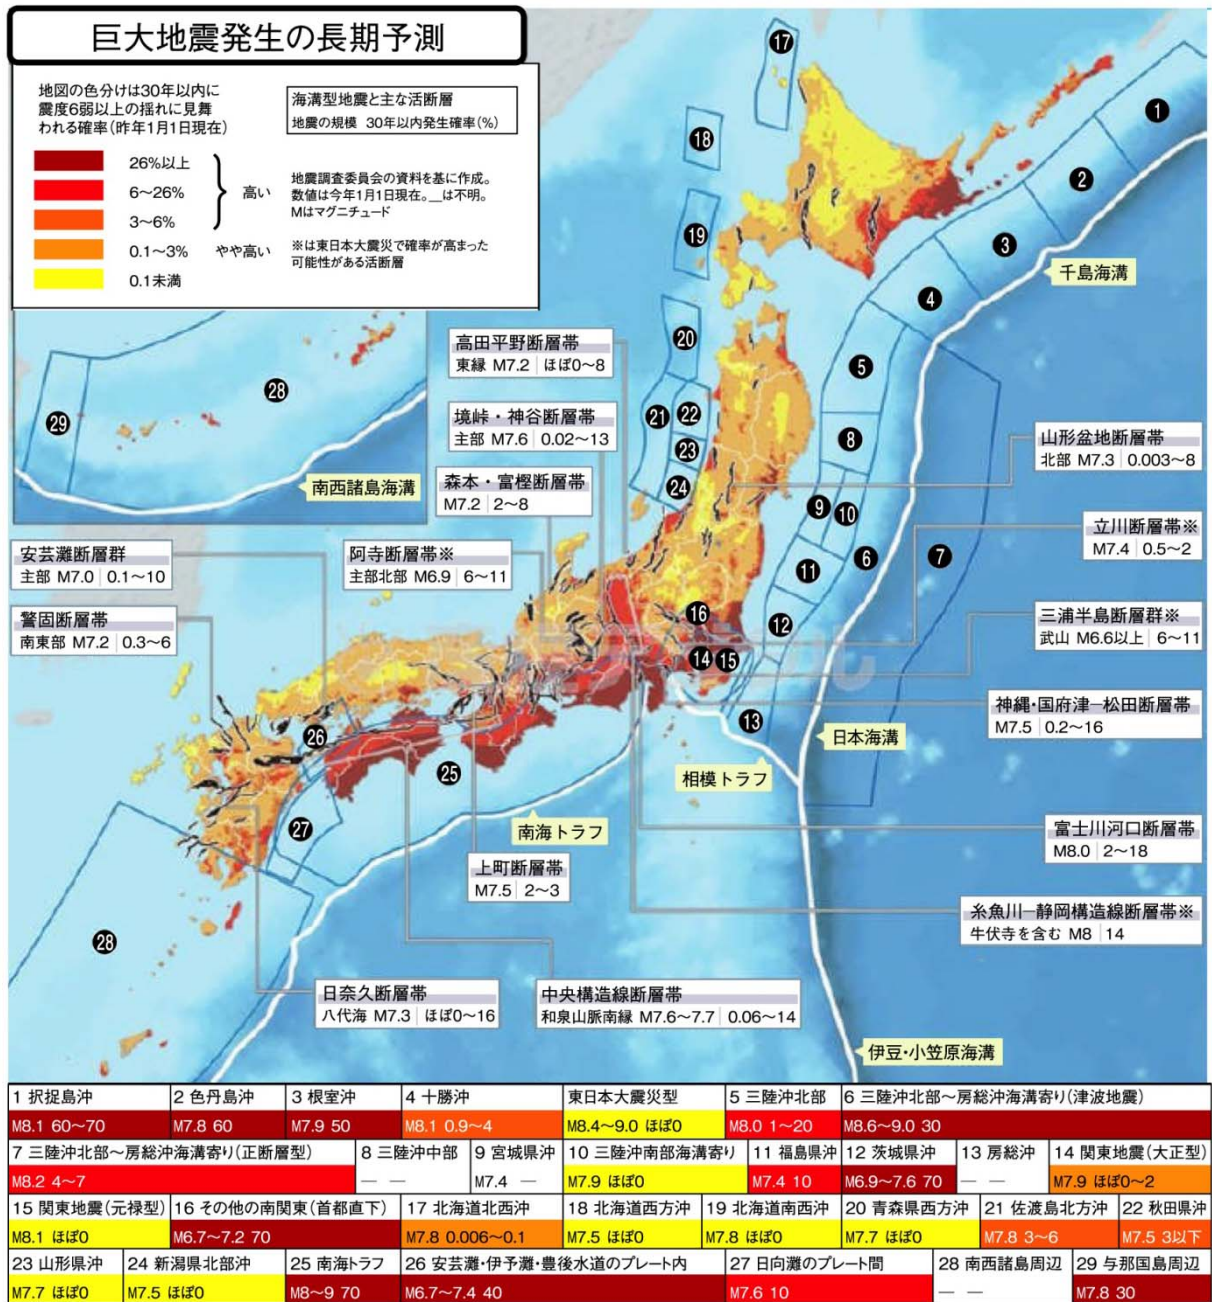 巨大地震発生の長期予測
地図の色分けは30年以内に
震度6弱以上の揺れに見舞
われる確率(昨年1月1日現在)
26%以上
6〜26%
高い
3〜6%
0.1〜3%
やや高い
0.1未満
海溝型地震と主な活断層
地震の規模 30年以内発生確率(%)
地震調査委員会の資料を基に作成。
数値は今年1月1日現在。__は不明。
Mはマグニチュード
※は東日本大震災で確率が高まった
可能性がある活断層
17
1
18
2
19
3
千島海溝
4
20
5
28
29
南西諸島海溝
高田平野断層帯
東縁 M7.2 ほぼ0〜8
21
22
境峠・神谷断層帯
主部 M7.6 0.02〜13
23
8
山形盆地断層帯
北部 M7.3 0.003〜8
森本・富樫断層帯
M7.2 2〜8
24
9
10
立川断層帯※
M7.4 0.5〜2
安芸灘断層群
主部 M7.0 0.1〜10
阿寺断層帯※
主部北部 M6.9 6〜11
11
6
7
警固断層帯
南東部 M7.2 0.3〜6
16
12
三浦半島断層群※
武山 M6.6以上 6〜11
14
15
神縄・国府津−松田断層帯
M7.5 0.2〜16
13
日本海溝
26
25
相模トラフ
27
南海トラフ
富士川河口断層帯
M8.0 2〜18
上町断層帯
M7.5 2〜3
糸魚川−静岡構造線断層帯※
牛伏寺を含む M8 14
28
日奈久断層帯
八代海 M7.3 ほぼ0〜16
中央構造線断層帯
和泉山脈南縁 M7.6〜7.7 0.06〜14
伊豆・小笠原海溝
1 択捉島沖 2 色丹島沖 3 根室沖 4 十勝沖 東日本大震災型 5 三陸沖北部 6 三陸沖北部〜房総沖海溝寄り(津波地震)
M8.1 60〜70 M7.8 60 M7.9 50 M8.1 0.9〜4 M8.4〜9.0 ほぼ0 M8.0 1〜20 M8.6〜9.0 30
7 三陸沖北部〜房総沖海溝寄り(正断層型) 8 三陸沖中部 9 宮城県沖 10 三陸沖南部海溝寄り 11 福島県沖 12 茨城県沖 13 房総沖 14 関東地震(大正型)
M8.2 4〜7 — — M7.4 — M7.9 ほぼ0 M7.4 10 M6.9〜7.6 70 — — M7.9 ほぼ0〜2
15 関東地震(元禄型) 16 その他の南関東(首都直下) 17 北海道北西沖 18 北海道西方沖 19 北海道南西沖 20 青森県西方沖 21 佐渡島北方沖 22 秋田県沖
M8.1 ほぼ0 M6.7〜7.2 70 M7.8 0.006〜0.1 M7.5 ほぼ0 M7.8 ほぼ0 M7.7 ほぼ0 M7.8 3〜6 M7.5 3以下
23 山形県沖 24 新潟県北部沖 25 南海トラフ 26 安芸灘・伊予灘・豊後水道のプレート内 27 日向灘のプレート間 28 南西諸島周辺 29 与那国島周辺
M7.7 ほぼ0 M7.5 ほぼ0 M8〜9 70 M6.7〜7.4 40 M7.6 10 — — M7.8 30